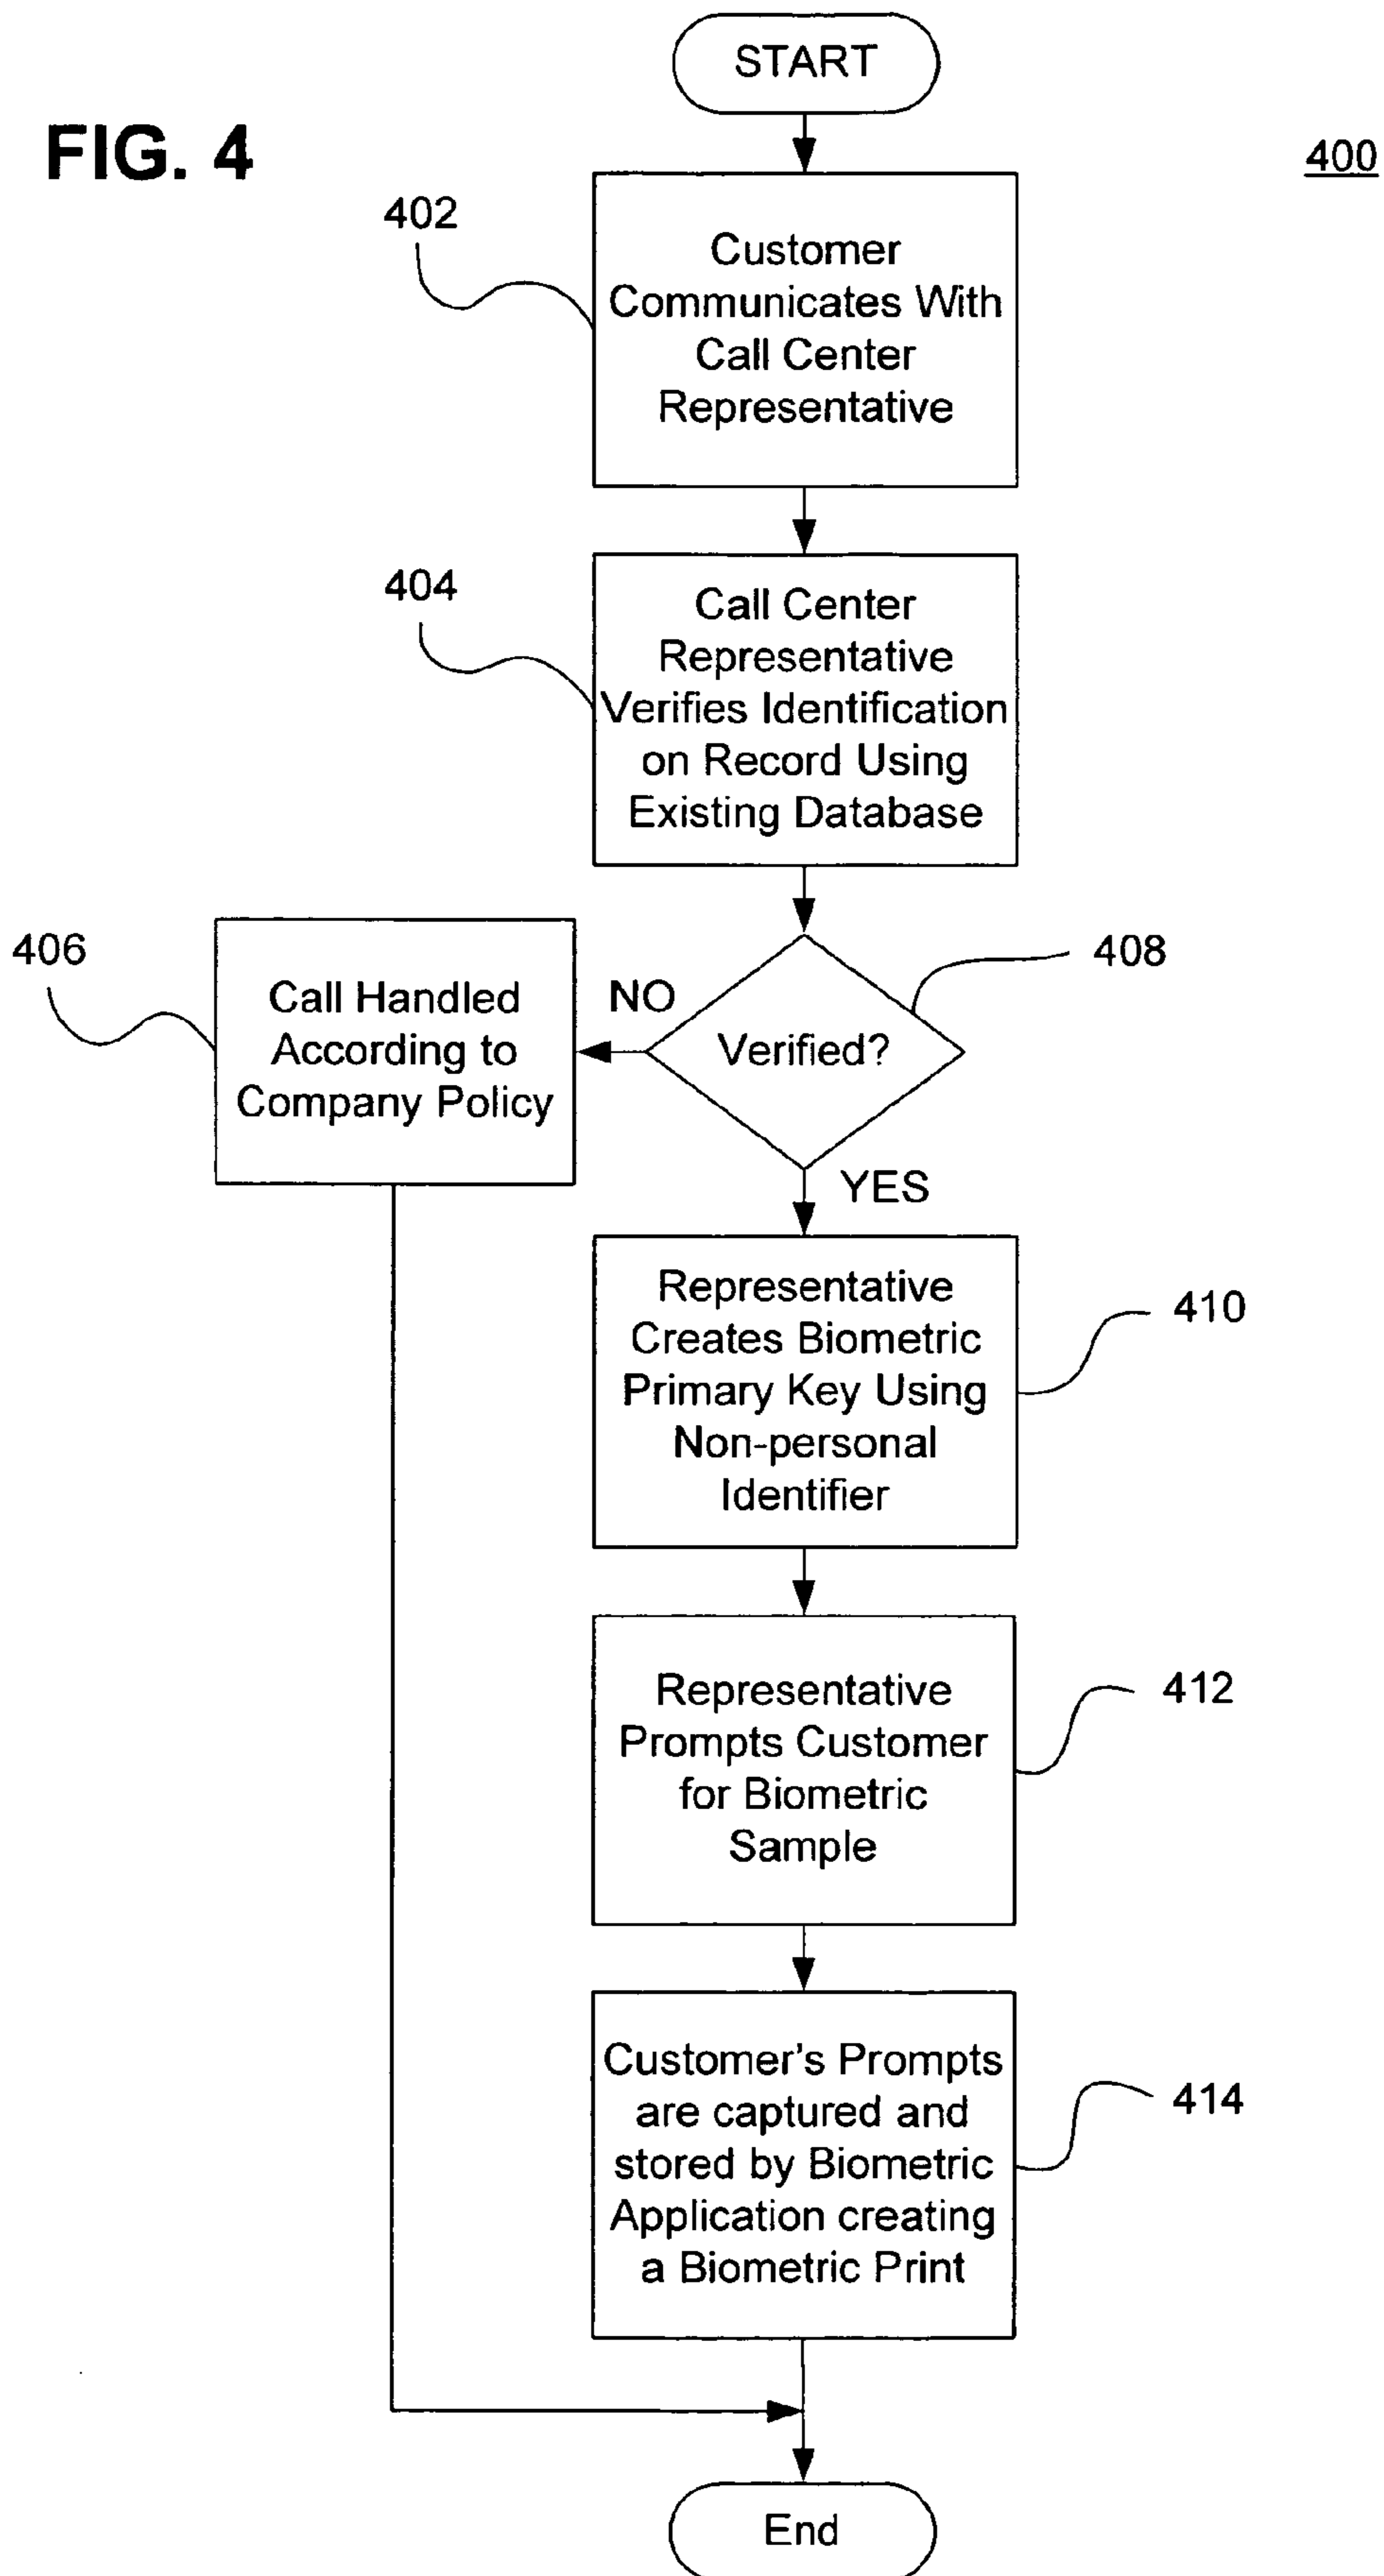 START
FIG. 4
400
402
Customer
Communicates With
Call Center
Representative
404
Call Center
Representative
Verifies Identification
on Record Using
Existing Database
406
Call Handled
According to
Company Policy
NO
Verified?
408
YES
Representative
Creates Biometric
Primary Key Using
Non-personal
Identifier
410
Representative
Prompts Customer
for Biometric
Sample
412
Customer's Prompts
are captured and
stored by Biometric
Application creating
a Biometric Print
414
End